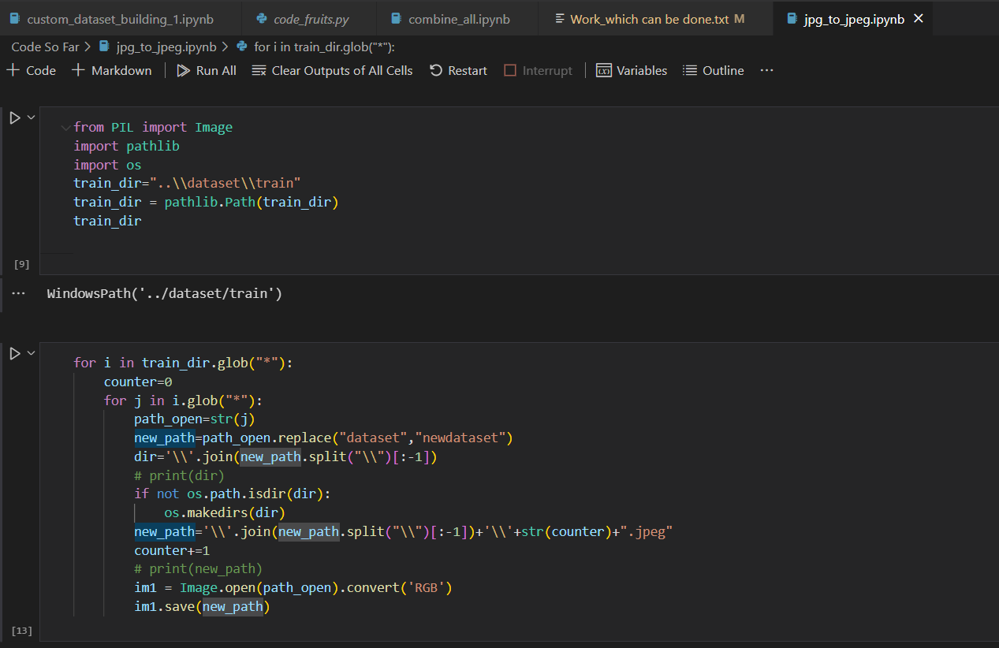 custom_dataset_building_1.ipynb code_fruits.py combine_all.ipynb Work_which can be done.txt M jpg_to_jpeg.ipynb
Code So Far > jpg_to_jpeg.ipynb > for i in train_dir.glob("*"):
Code Markdown Run All Clear Outputs of All Cells Restart Interrupt Variables Outline ...
from PIL import Image
import pathlib
import os
train_dir="..\\dataset\\train"
train_dir = pathlib.Path(train_dir)
train_dir
[9]
... WindowsPath('../dataset/train')
for i in train_dir.glob("*"):
    counter=0
    for j in i.glob("*"):
        path_open=str(j)
        new_path=path_open.replace("dataset","newdataset")
        dir='\\'.join(new_path.split("\\")[:-1])
        # print(dir)
        if not os.path.isdir(dir):
            os.makedirs(dir)
        new_path='\\'.join(new_path.split("\\")[:-1])+'\\'+str(counter)+".jpeg"
        counter+=1
        # print(new_path)
        im1 = Image.open(path_open).convert('RGB')
        im1.save(new_path)
[13]